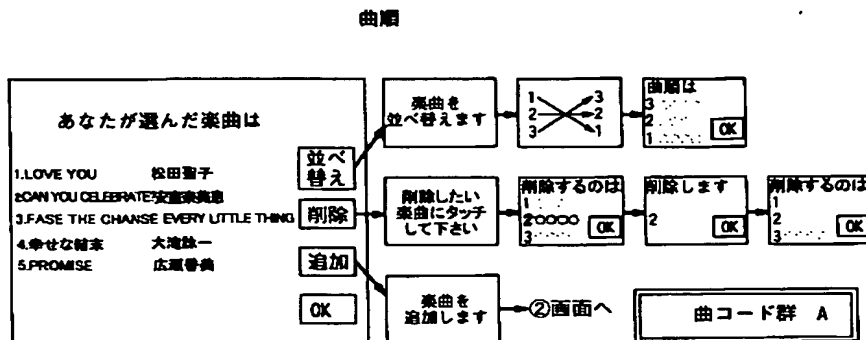 曲順
あなたが選んだ楽曲は
1.LOVE YOU 松田聖子
2.CAN YOU CELEBRATE? 安室奈美恵
3.FASE THE CHANSE EVERY LITTLE THING
4.幸せな結末 大滝詠一
5.PROMISE 広瀬香美
並べ
替え
削除
追加
OK
楽曲を
並べ替えます
1 3
2 2
3 1
曲順は
3
2
1
OK
削除したい
楽曲にタッチ
して下さい
削除するのは
1
2○○○○
3
OK
削除します
2
OK
削除するのは
1
2
3
OK
楽曲を
追加します
②画面へ
曲コード群 A